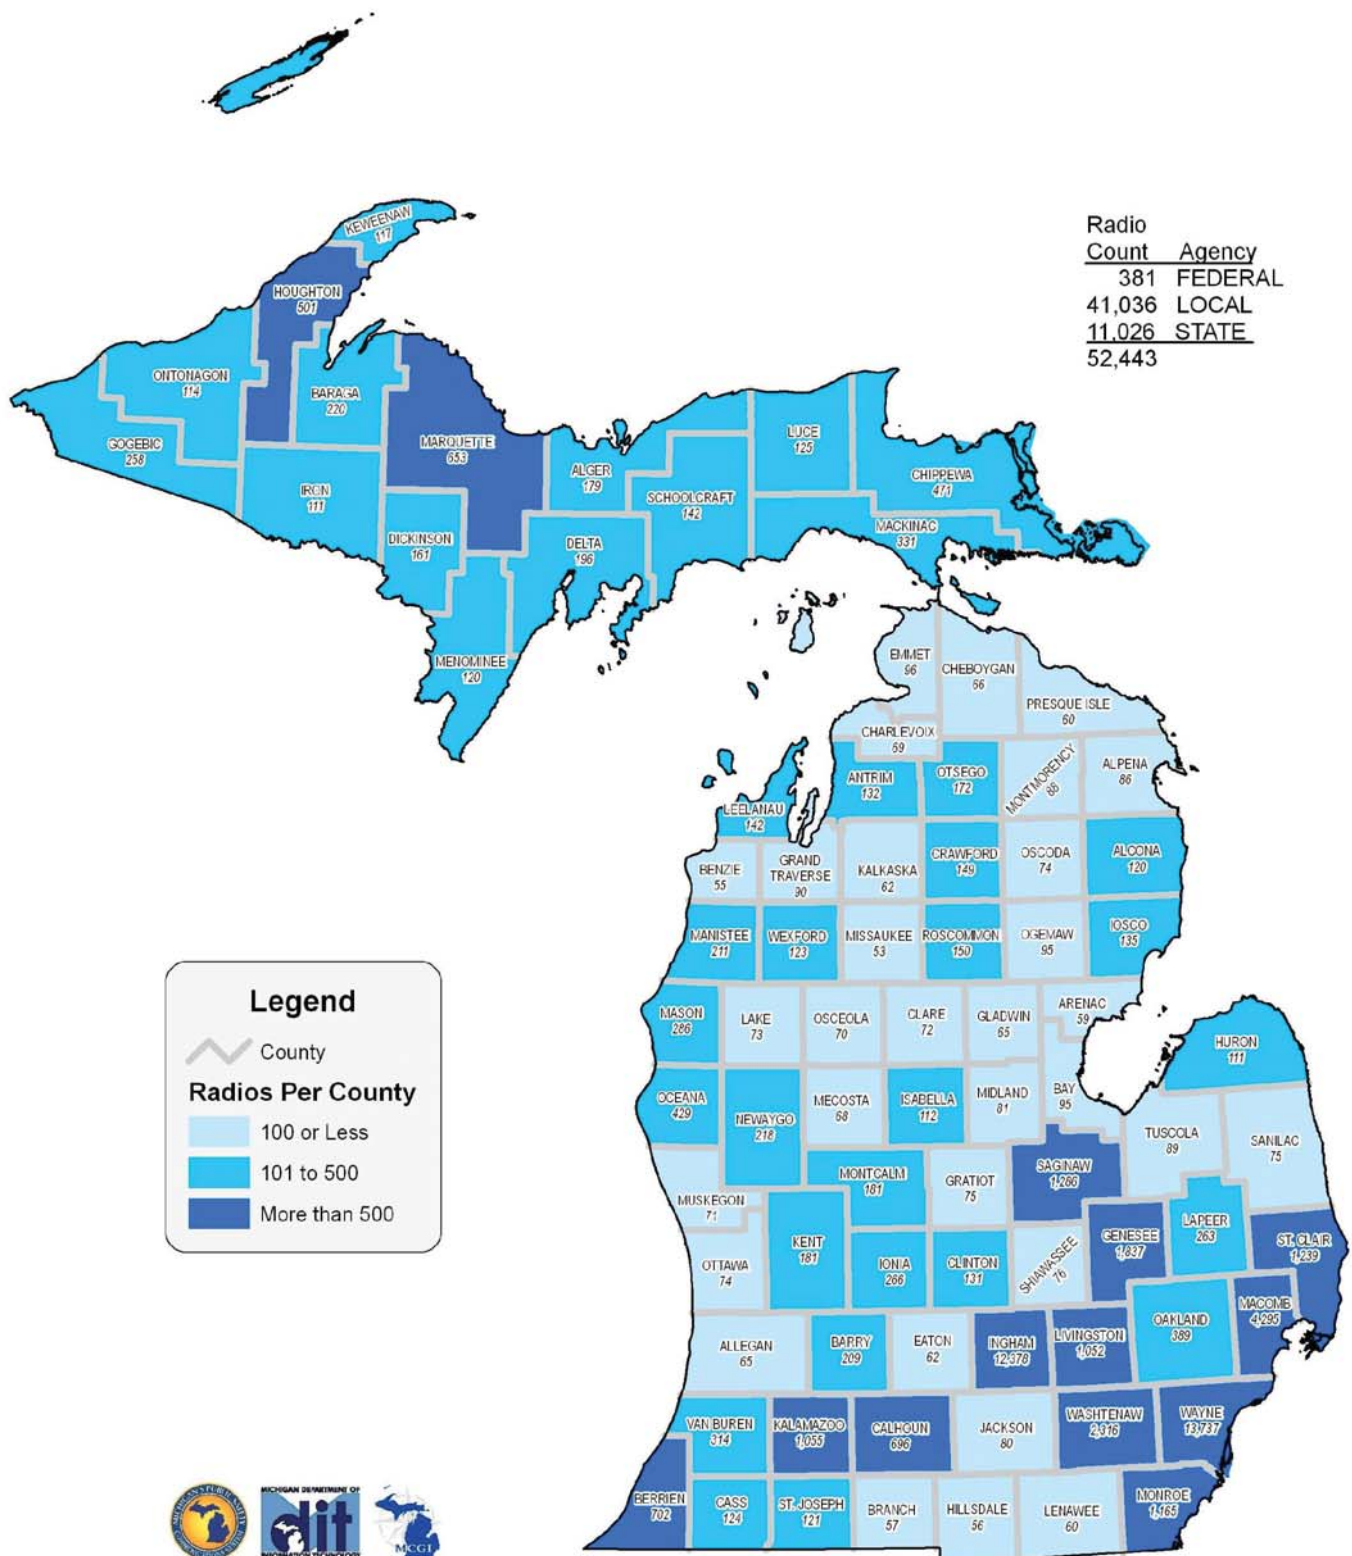 KEWEENAW
117
Radio
Count Agency
381 FEDERAL
41,036 LOCAL
11,026 STATE
52,443
HOUGHTON
501
ONTONAGON
114
BARAGA
220
GOGEBIC
258
MARQUETTE
653
IRON
111
DICKINSON
161
ALGER
179
LUCE
125
CHIPPEWA
471
SCHOOLCRAFT
142
MACKINAC
331
DELTA
196
MENOMINEE
120
EMMET
96
CHEBOYGAN
66
PRESQUE ISLE
60
CHARLEVOIX
69
ANTRIM
132
OTSEGO
172
MONTMORENCY
88
ALPENA
86
LEELANAU
142
BENZIE
55
GRAND
TRAVERSE
90
KALKASKA
62
CRAWFORD
149
OSCODA
74
ALCONA
120
MANISTEE
211
WEXFORD
123
MISSAUKEE
53
ROSCOMMON
150
OGEMAW
95
IOSCO
135
MASON
286
LAKE
73
OSCEOLA
70
CLARE
72
GLADWIN
65
ARENAC
59
HURON
111
OCEANA
429
NEWAYGO
218
MECOSTA
68
ISABELLA
112
MIDLAND
81
BAY
95
TUSCOLA
89
SANILAC
75
MUSKEGON
71
MONTCALM
181
GRATIOT
75
SAGINAW
OTTAWA
74
KENT
181
IONIA
266
CLINTON
131
SHIAWASSEE
76
GENESEE
LAPEER
263
ST. CLAIR
1,239
ALLEGAN
65
BARRY
209
EATON
62
INGHAM
12,378
LIVINGSTON
1,052
OAKLAND
389
MACOMB
4,295
VAN BUREN
314
KALAMAZOO
1,055
CALHOUN
696
JACKSON
80
WASHTENAW
WAYNE
13,737
BERRIEN
702
CASS
124
ST. JOSEPH
121
BRANCH
57
HILLSDALE
56
LENAWEE
60
MONROE
1,165
Legend
County
Radios Per County
100 or Less
101 to 500
More than 500
MICHIGAN DEPARTMENT OF
dit
INFORMATION TECHNOLOGY
MCGI